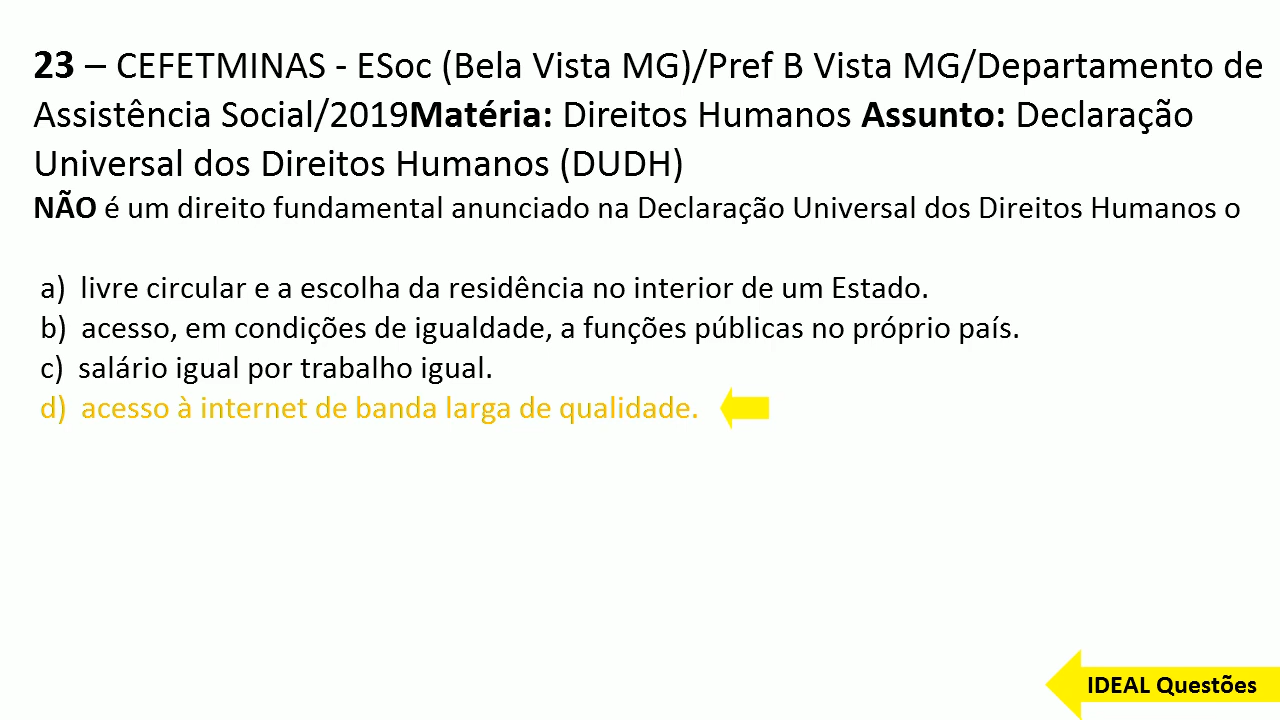 23 – CEFETMINAS - ESoc (Bela Vista MG)/Pref B Vista MG/Departamento de
Assistência Social/2019Matéria: Direitos Humanos Assunto: Declaração
Universal dos Direitos Humanos (DUDH)
NÃO é um direito fundamental anunciado na Declaração Universal dos Direitos Humanos o
a) livre circular e a escolha da residência no interior de um Estado.
b) acesso, em condições de igualdade, a funções públicas no próprio país.
c) salário igual por trabalho igual.
d) acesso à internet de banda larga de qualidade.
IDEAL Questões